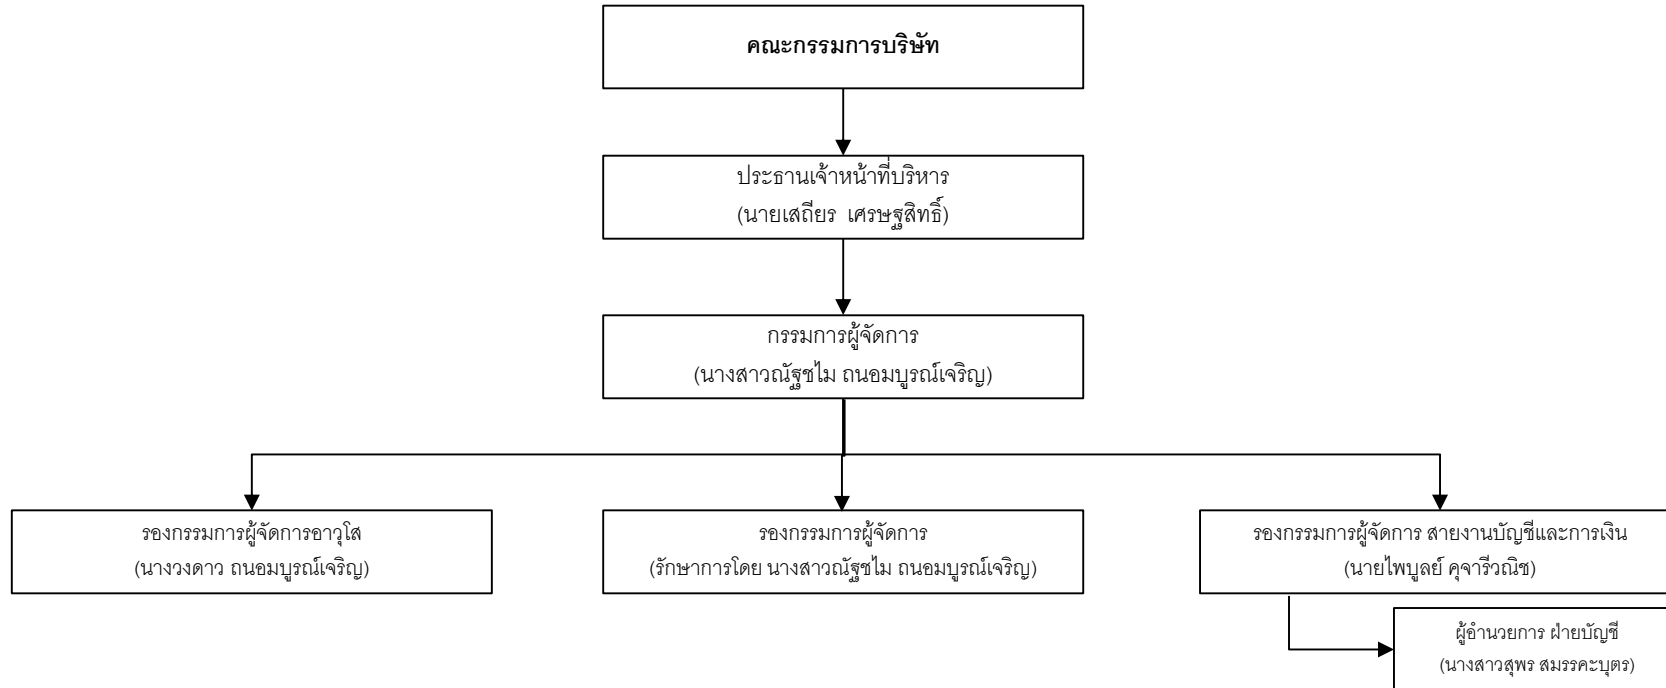 คณะกรรมการบริษัท
ประธานเจ้าหน้าที่บริหาร
(นายเสถียร เศรษฐสิทธิ์)
กรรมการผู้จัดการ
(นางสาวณัฐชไม ถนอมบูรณ์เจริญ)
รองกรรมการผู้จัดการอาวุโส
(นางวงดาว ถนอมบูรณ์เจริญ)
รองกรรมการผู้จัดการ
(รักษาการโดย นางสาวณัฐชไม ถนอมบูรณ์เจริญ)
รองกรรมการผู้จัดการ สายงานบัญชีและการเงิน
(นายไพบูลย์ คุจารีวณิช)
ผู้อำนวยการ ฝ่ายบัญชี
(นางสาวสุพร สมรรคะบุตร)